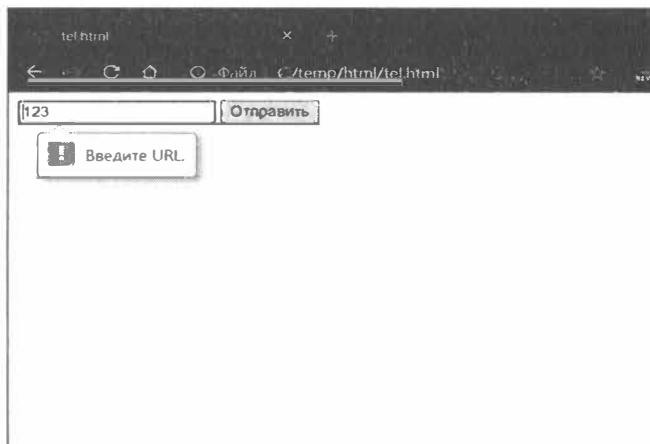 tel.html
Файл C:/temp/html/tel.html
123 Отправить
! Введите URL.